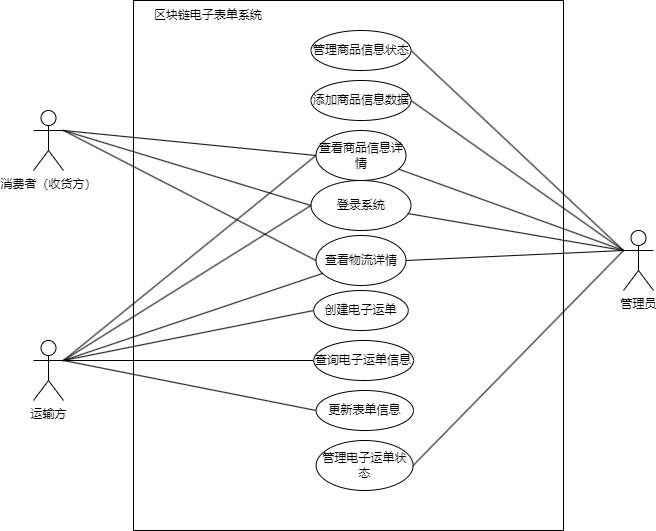 区块链电子表单系统
管理商品信息状态
添加商品信息数据
查看商品信息详
情
消费者（收货方）
登录系统
查看物流详情
管理员
创建电子运单
查询电子运单信息
运输方
更新表单信息
管理电子运单状
态